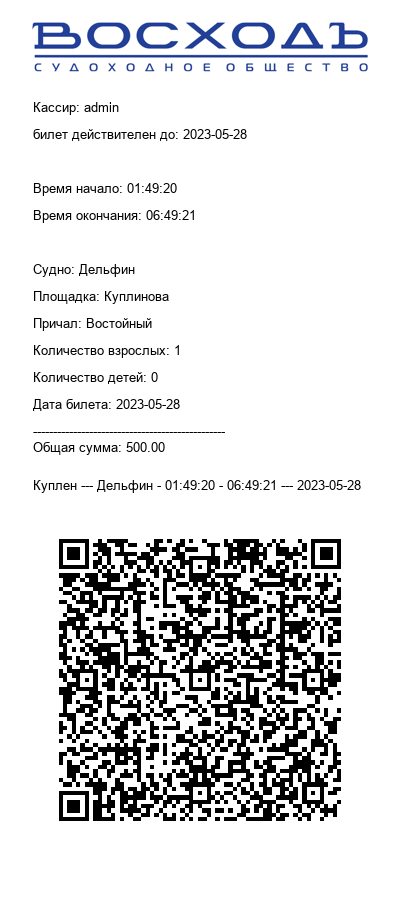 ВОСХОДЪ
СУДОХОДНОЕ ОБЩЕСТВО
Кассир: admin
билет действителен до: 2023-05-28
Время начало: 01:49:20
Время окончания: 06:49:21
Судно: Дельфин
Площадка: Куплинова
Причал: Востойный
Количество взрослых: 1
Количество детей: 0
Дата билета: 2023-05-28
------------------------------------------------
Общая сумма: 500.00
Куплен --- Дельфин - 01:49:20 - 06:49:21 --- 2023-05-28